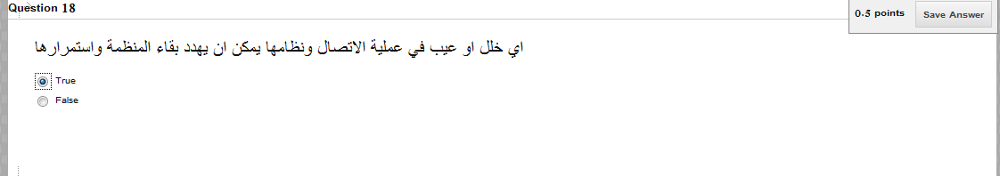 Question 18
0.5 points
Save Answer
اي خلل او عيب في عملية الاتصال ونظامها يمكن ان يهدد بقاء المنظمة واستمرارها
True
False